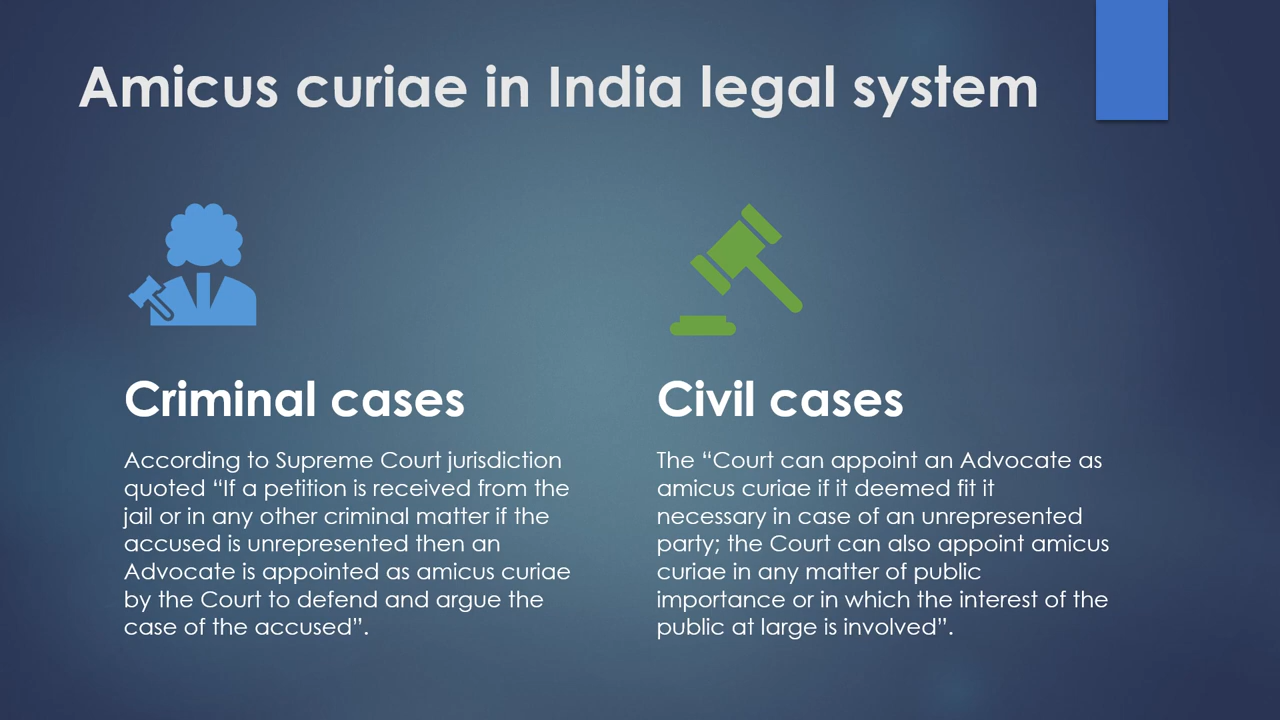 Amicus curiae in India legal system
Criminal cases
According to Supreme Court jurisdiction
quoted “If a petition is received from the
jail or in any other criminal matter if the
accused is unrepresented then an
Advocate is appointed as amicus curiae
by the Court to defend and argue the
case of the accused”.
Civil cases
The “Court can appoint an Advocate as
amicus curiae if it deemed fit it
necessary in case of an unrepresented
party; the Court can also appoint amicus
curiae in any matter of public
importance or in which the interest of the
public at large is involved”.